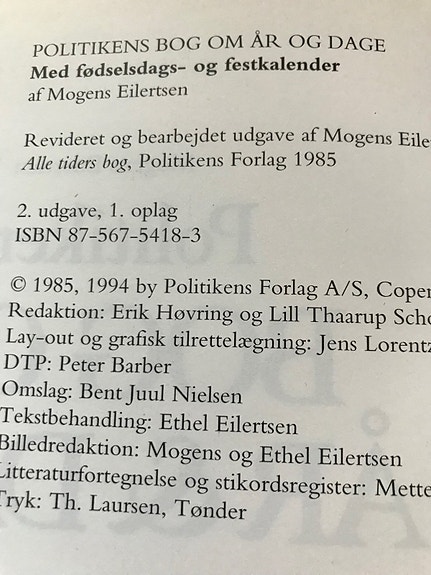 POLITIKENS BOG OM ÅR OG DAGE
Med fødselsdags- og festkalender
af Mogens Eilertsen
Revideret og bearbejdet udgave af Mogens Eile
Alle tiders bog, Politikens Forlag 1985
2. udgave, 1. oplag
ISBN 87-567-5418-3
© 1985, 1994 by Politikens Forlag A/S, Copen
Redaktion: Erik Høvring og Lill Thaarup Scho
Lay-out og grafisk tilrettelægning: Jens Lorentz
DTP: Peter Barber
Omslag: Bent Juul Nielsen
Tekstbehandling: Ethel Eilertsen
Billedredaktion: Mogens og Ethel Eilertsen
Litteraturfortegnelse og stikordsregister: Mette
Tryk: Th. Laursen, Tønder